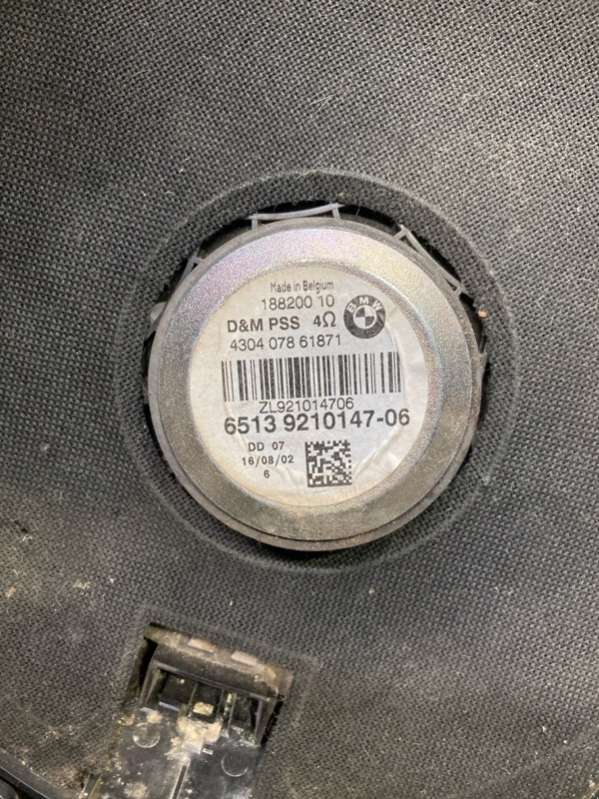 Made in Belgium
188200 10
D&M PSS 4Ω
BMW
4304 078 61871
ZL921014706
6513 9210147-06
DD 07
16/08/02
6